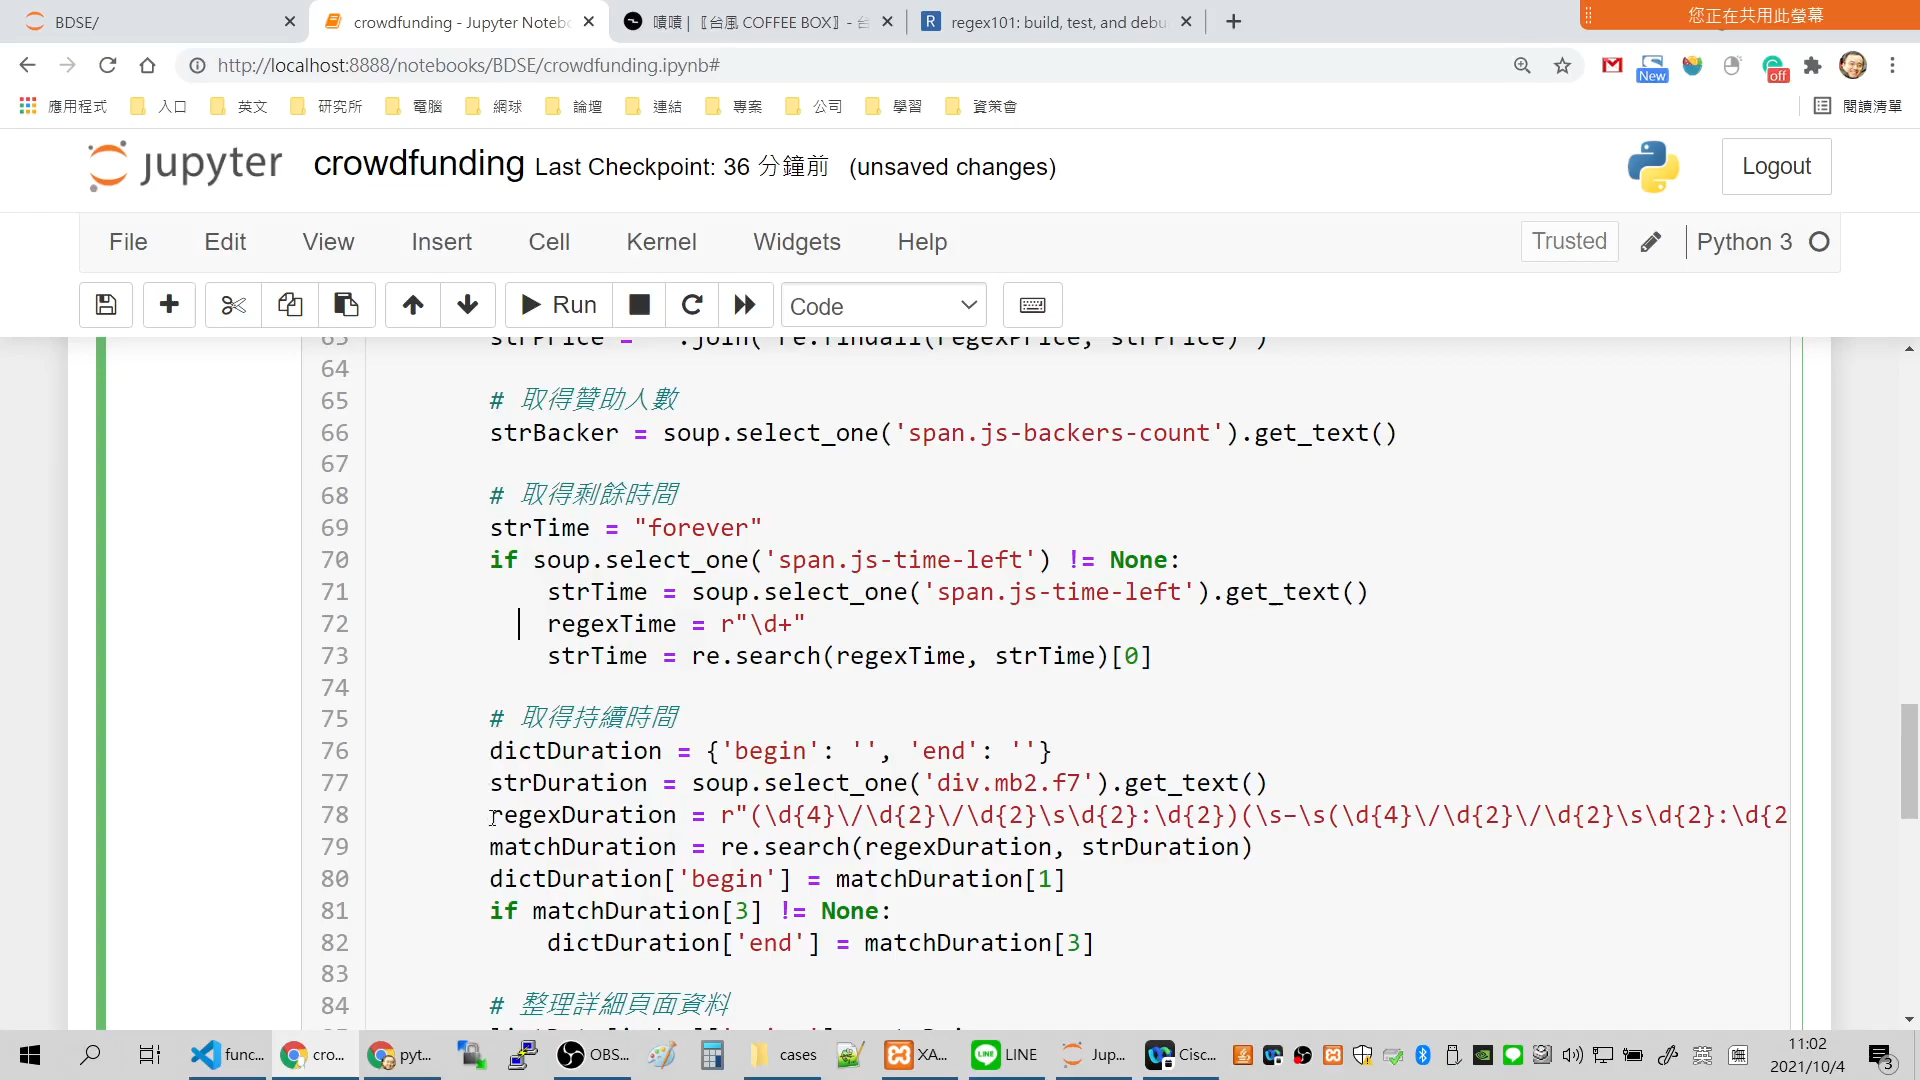 BDSE/
crowdfunding - Jupyter Notebo
嘖嘖 | 〖台風 COFFEE BOX〗- 台
regex101: build, test, and debu
您正在共用此螢幕
http://localhost:8888/notebooks/BDSE/crowdfunding.ipynb#
New
off
應用程式 入口 英文 研究所 電腦 網球 論壇 連結 專案 公司 學習 資策會 閱讀清單
jupyter crowdfunding Last Checkpoint: 36 分鐘前 (unsaved changes)
Logout
File Edit View Insert Cell Kernel Widgets Help
Trusted Python 3
Run Code
64
65 # 取得贊助人數
66 strBacker = soup.select_one('span.js-backers-count').get_text()
67
68 # 取得剩餘時間
69 strTime = "forever"
70 if soup.select_one('span.js-time-left') != None:
71 strTime = soup.select_one('span.js-time-left').get_text()
72 regexTime = r"\d+"
73 strTime = re.search(regexTime, strTime)[0]
74
75 # 取得持續時間
76 dictDuration = {'begin': '', 'end': ''}
77 strDuration = soup.select_one('div.mb2.f7').get_text()
78 regexDuration = r"(\d{4}\/\d{2}\/\d{2}\s\d{2}:\d{2})(\s–\s(\d{4}\/\d{2}\/\d{2}\s\d{2}:\d{2
79 matchDuration = re.search(regexDuration, strDuration)
80 dictDuration['begin'] = matchDuration[1]
81 if matchDuration[3] != None:
82 dictDuration['end'] = matchDuration[3]
83
84 # 整理詳細頁面資料
func... cro... pyt... OBS... cases XA... LINE Jup... Cisc... 英 11:02
2021/10/4
3